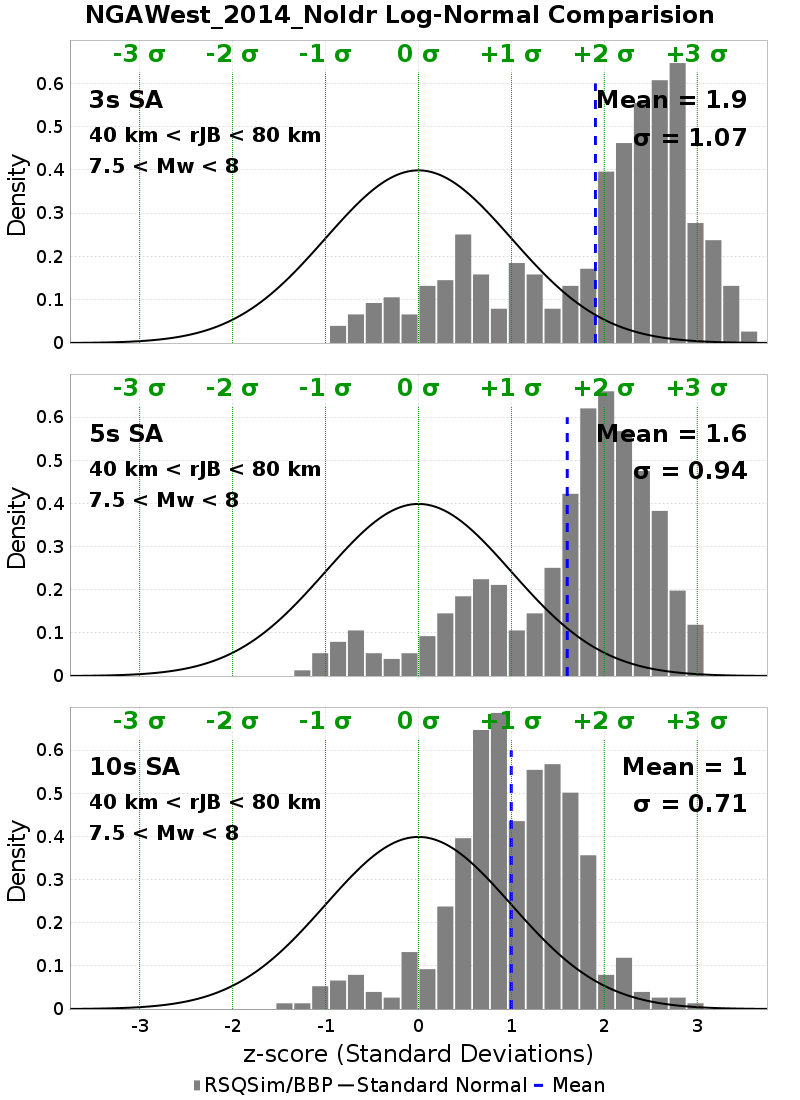 NGAWest_2014_NoIdr Log-Normal Comparision
-3 σ -2 σ -1 σ 0 σ +1 σ +2 σ +3 σ
0.6
3s SA
Mean = 1.9
0.5
40 km < rJB < 80 km
σ = 1.07
7.5 < Mw < 8
0.4
Density
0.3
0.2
0.1
0
-3 σ -2 σ -1 σ 0 σ +1 σ +2 σ +3 σ
0.6
5s SA
Mean = 1.6
0.5
40 km < rJB < 80 km
σ = 0.94
7.5 < Mw < 8
0.4
Density
0.3
0.2
0.1
0
-3 σ -2 σ -1 σ 0 σ +1 σ +2 σ +3 σ
0.6
10s SA
Mean = 1
0.5
40 km < rJB < 80 km
σ = 0.71
7.5 < Mw < 8
0.4
Density
0.3
0.2
0.1
0
-3 -2 -1 0 1 2 3
z-score (Standard Deviations)
RSQSim/BBP Standard Normal Mean